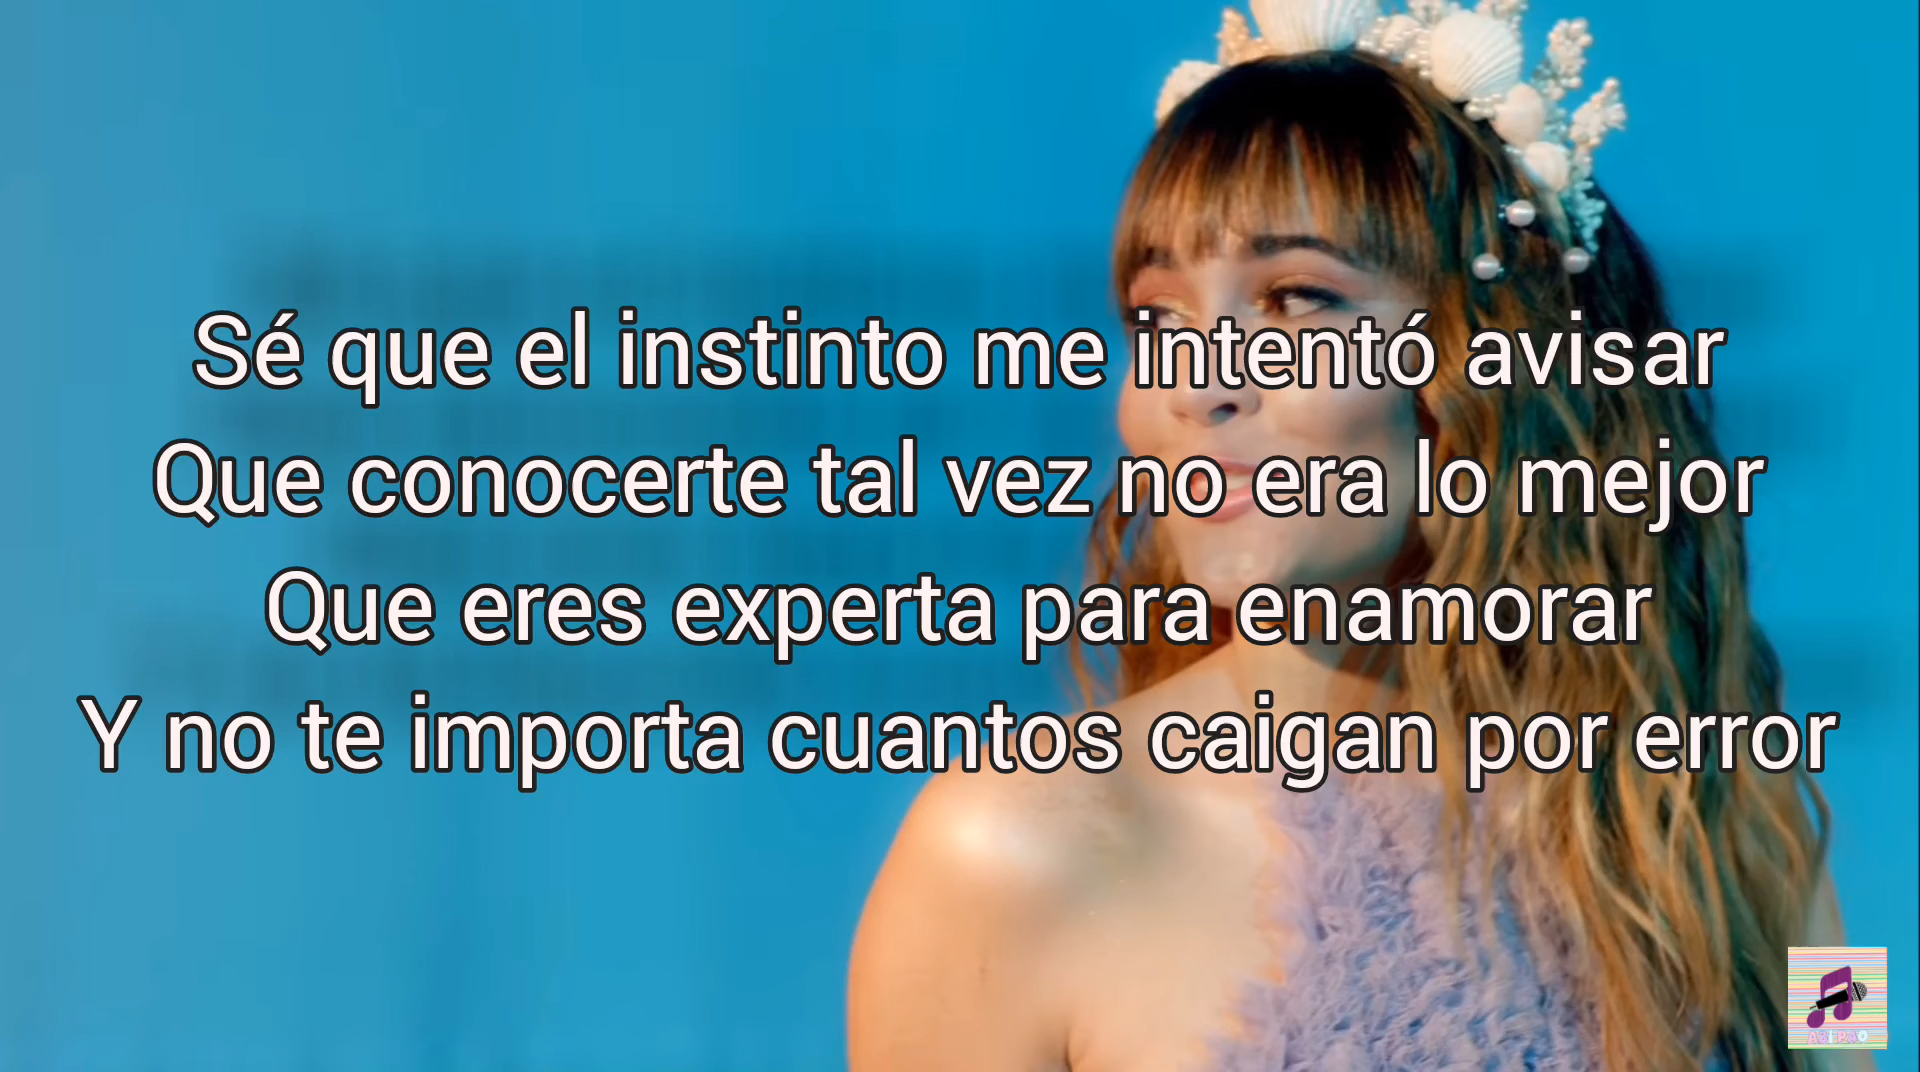 Sé que el instinto me intentó avisar
Que conocerte tal vez no era lo mejor
Que eres experta para enamorar
Y no te importa cuantos caigan por error